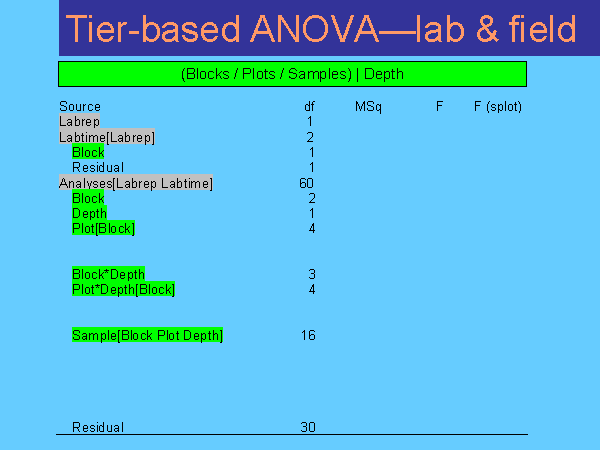 Tier-based ANOVA—lab & field
(Blocks / Plots / Samples) | Depth
Source df MSq F F (splot)
Labrep 1
Labtime[Labrep] 2
Block 1
Residual 1
Analyses[Labrep Labtime] 60
Block 2
Depth 1
Plot[Block] 4
Block*Depth 3
Plot*Depth[Block] 4
Sample[Block Plot Depth] 16
Residual 30